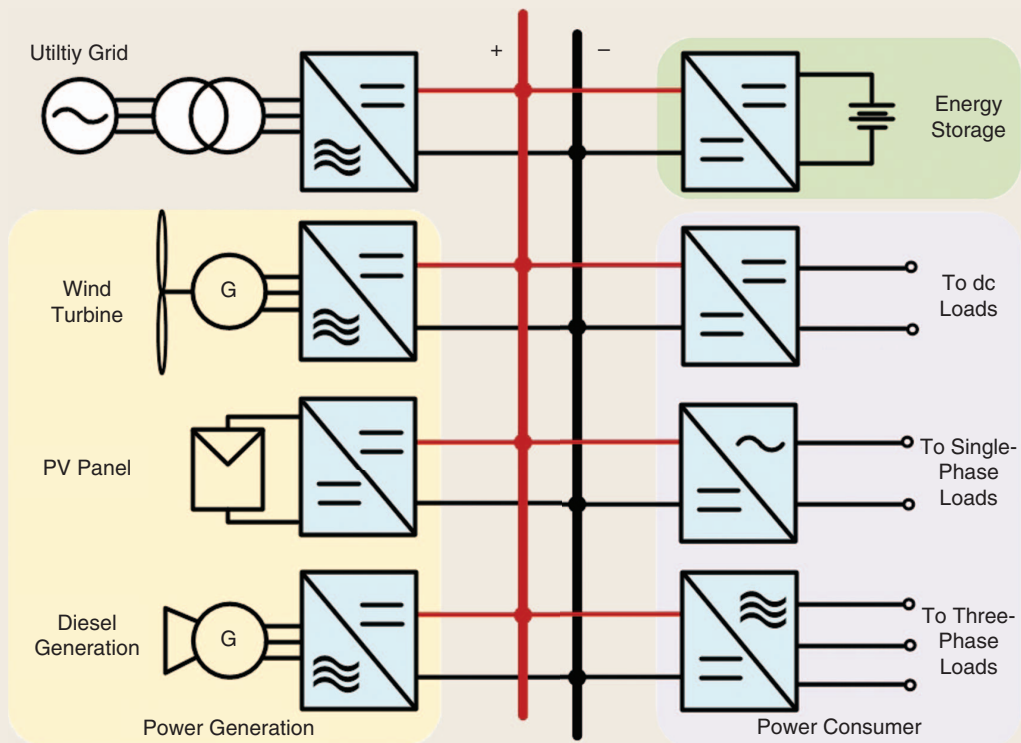 Utiltiy Grid
+
–
Energy
Storage
Wind
Turbine
G
To dc
Loads
PV Panel
To Single-
Phase
Loads
Diesel
Generation
G
To Three-
Phase
Loads
Power Generation
Power Consumer